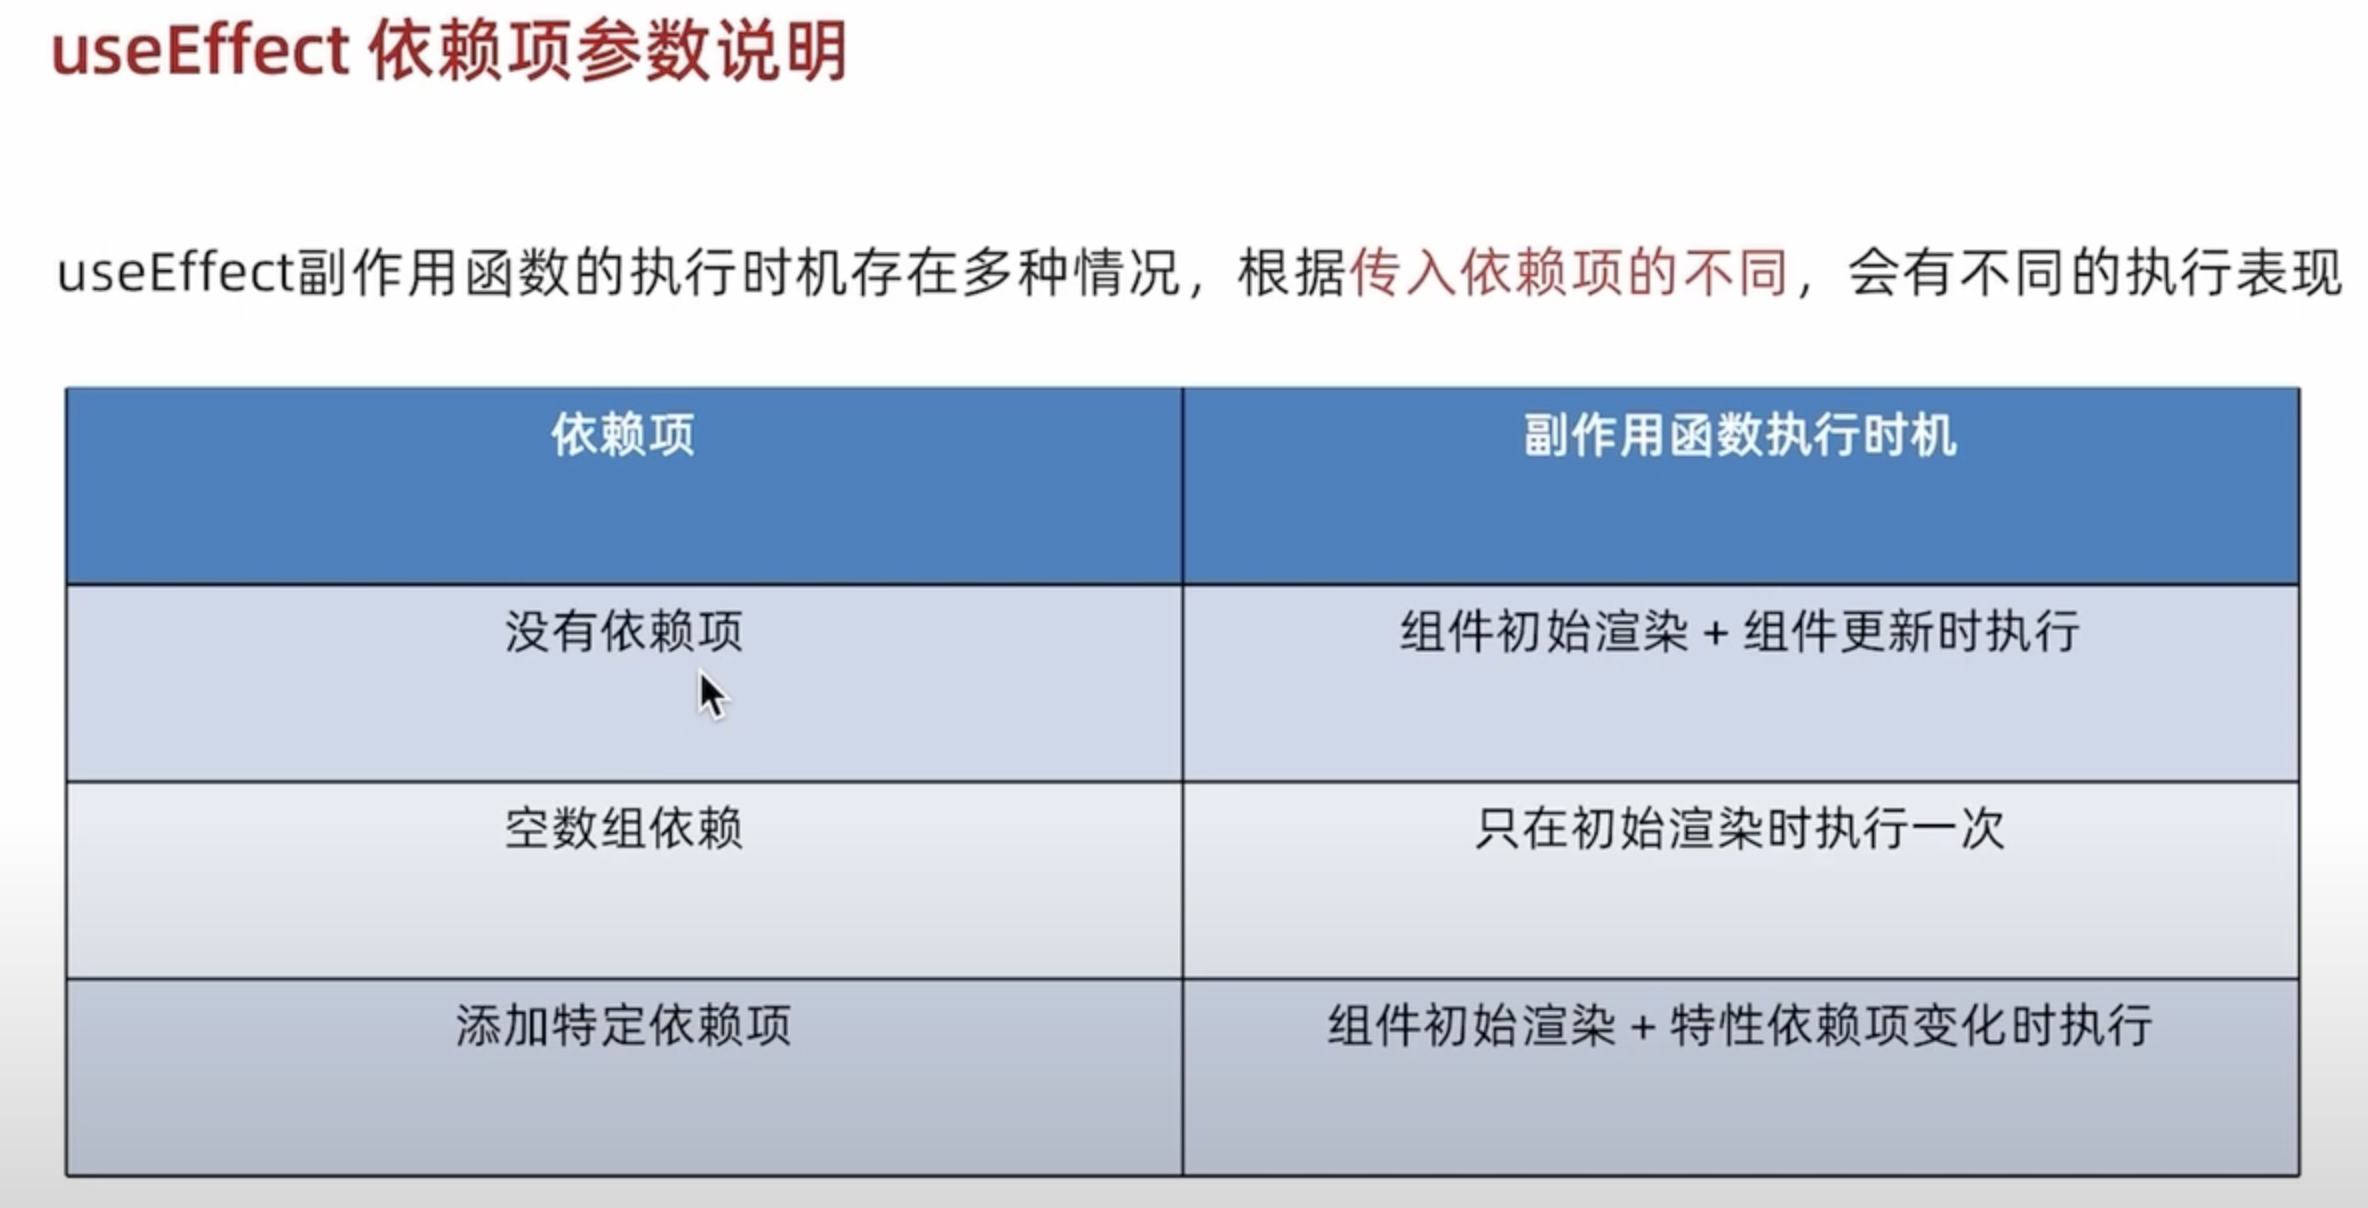 useEffect 依赖项参数说明
useEffect副作用函数的执行时机存在多种情况，根据传入依赖项的不同，会有不同的执行表现
依赖项
副作用函数执行时机
没有依赖项
组件初始渲染 + 组件更新时执行
空数组依赖
只在初始渲染时执行一次
添加特定依赖项
组件初始渲染 + 特性依赖项变化时执行